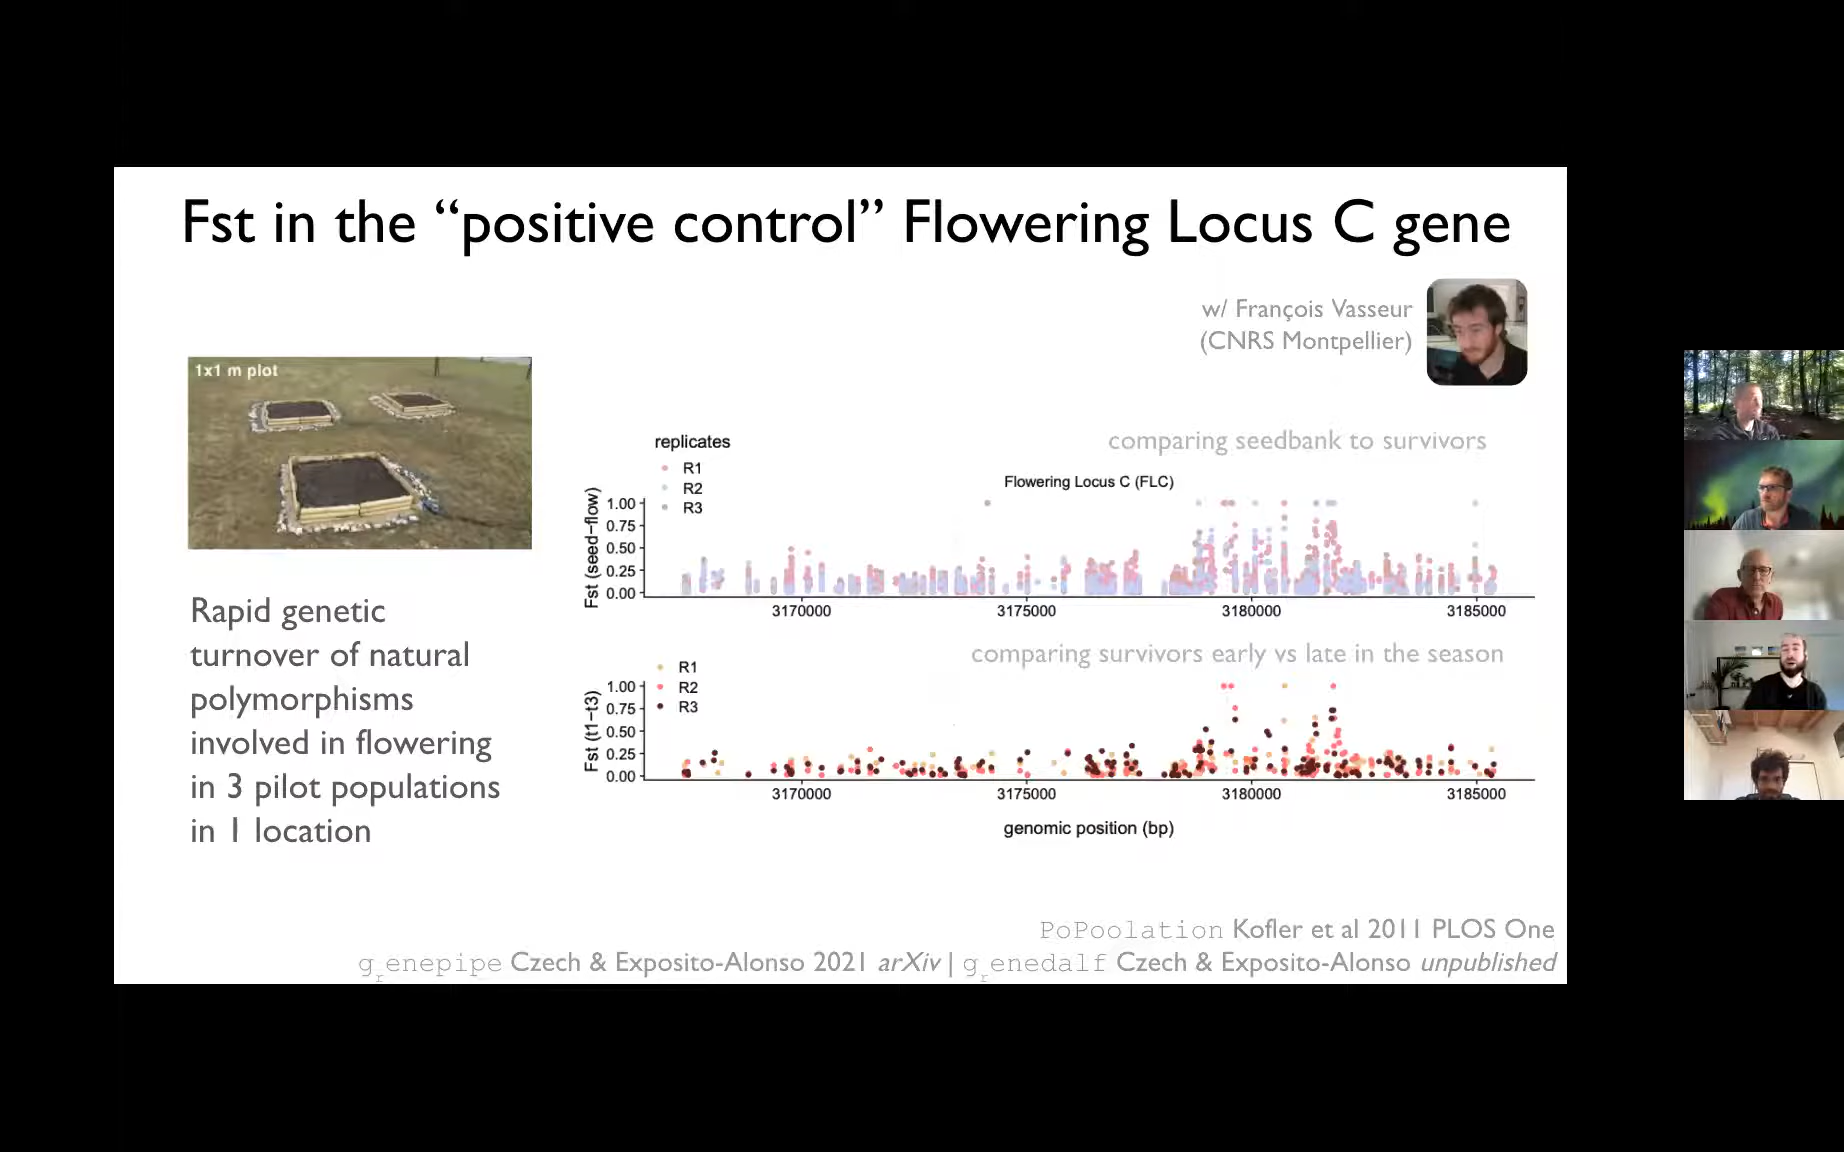 Fst in the “positive control” Flowering Locus C gene
w/ François Vasseur
(CNRS Montpellier)
1x1 m plot
Rapid genetic
turnover of natural
polymorphisms
involved in flowering
in 3 pilot populations
in 1 location
replicates
R1
R2
R3
comparing seedbank to survivors
Flowering Locus C (FLC)
Fst (seed–flow)
1.00
0.75
0.50
0.25
0.00
3170000 3175000 3180000 3185000
comparing survivors early vs late in the season
R1
R2
R3
Fst (t1–t3)
1.00
0.75
0.50
0.25
0.00
3170000 3175000 3180000 3185000
genomic position (bp)
PoPoolation Kofler et al 2011 PLOS One
grenepipe Czech & Exposito-Alonso 2021 arXiv | grenedalf Czech & Exposito-Alonso unpublished